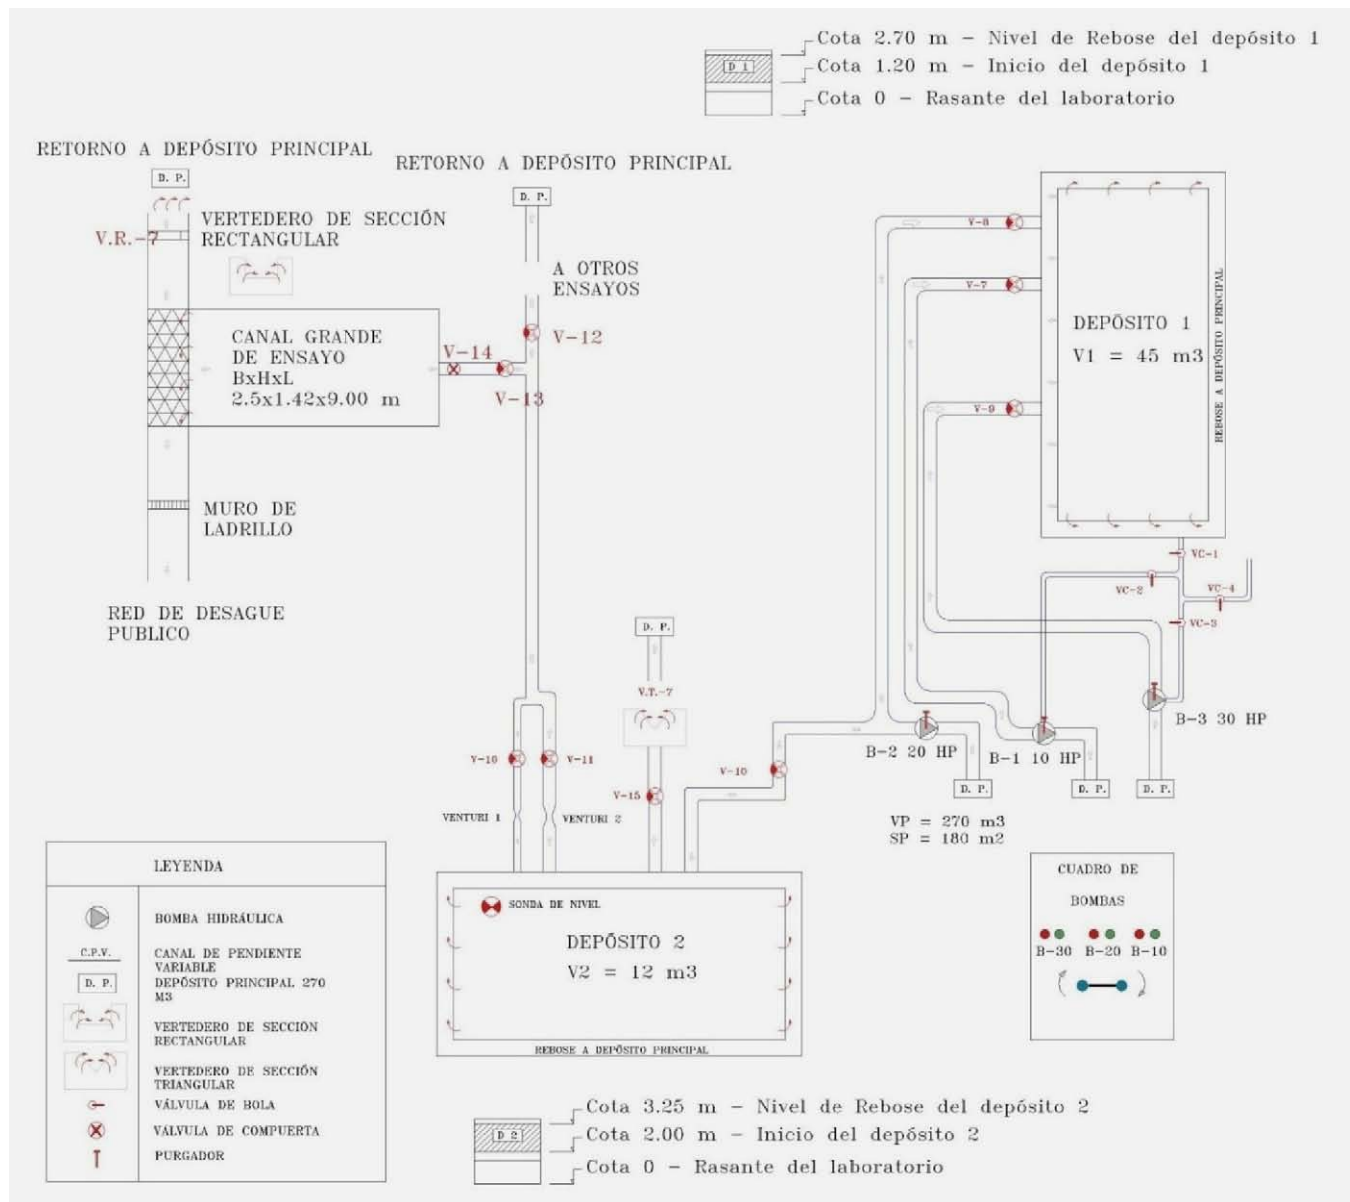 Cota 2.70 m - Nivel de Rebose del depósito 1
D 1
Cota 1.20 m - Inicio del depósito 1
Cota 0 - Rasante del laboratorio
RETORNO A DEPÓSITO PRINCIPAL
D. P.
RETORNO A DEPÓSITO PRINCIPAL
D. P.
VERTEDERO DE SECCIÓN
RECTANGULAR
V.R.-7
A OTROS
ENSAYOS
V-12
CANAL GRANDE
DE ENSAYO
BxHxL
2.5x1.42x9.00 m
V-14
V-13
MURO DE
LADRILLO
RED DE DESAGUE
PUBLICO
V-8
V-7
V-9
DEPÓSITO 1
V1 = 45 m3
REBOSE A DEPÓSITO PRINCIPAL
VC-1
VC-2
VC-4
VC-3
B-3 30 HP
B-2 20 HP
B-1 10 HP
D. P.
D. P.
D. P.
VP = 270 m3
SP = 180 m2
D. P.
V.T.-7
V-15
V-10
V-11
V-10
VENTURI 1
VENTURI 2
SONDA DE NIVEL
DEPÓSITO 2
V2 = 12 m3
REBOSE A DEPÓSITO PRINCIPAL
CUADRO DE
BOMBAS
B-30 B-20 B-10
LEYENDA
BOMBA HIDRÁULICA
C.P.V.
CANAL DE PENDIENTE
VARIABLE
D. P.
DEPÓSITO PRINCIPAL 270
M3
VERTEDERO DE SECCIÓN
RECTANGULAR
VERTEDERO DE SECCIÓN
TRIANGULAR
VÁLVULA DE BOLA
VÁLVULA DE COMPUERTA
PURGADOR
Cota 3.25 m - Nivel de Rebose del depósito 2
D 2
Cota 2.00 m - Inicio del depósito 2
Cota 0 - Rasante del laboratorio